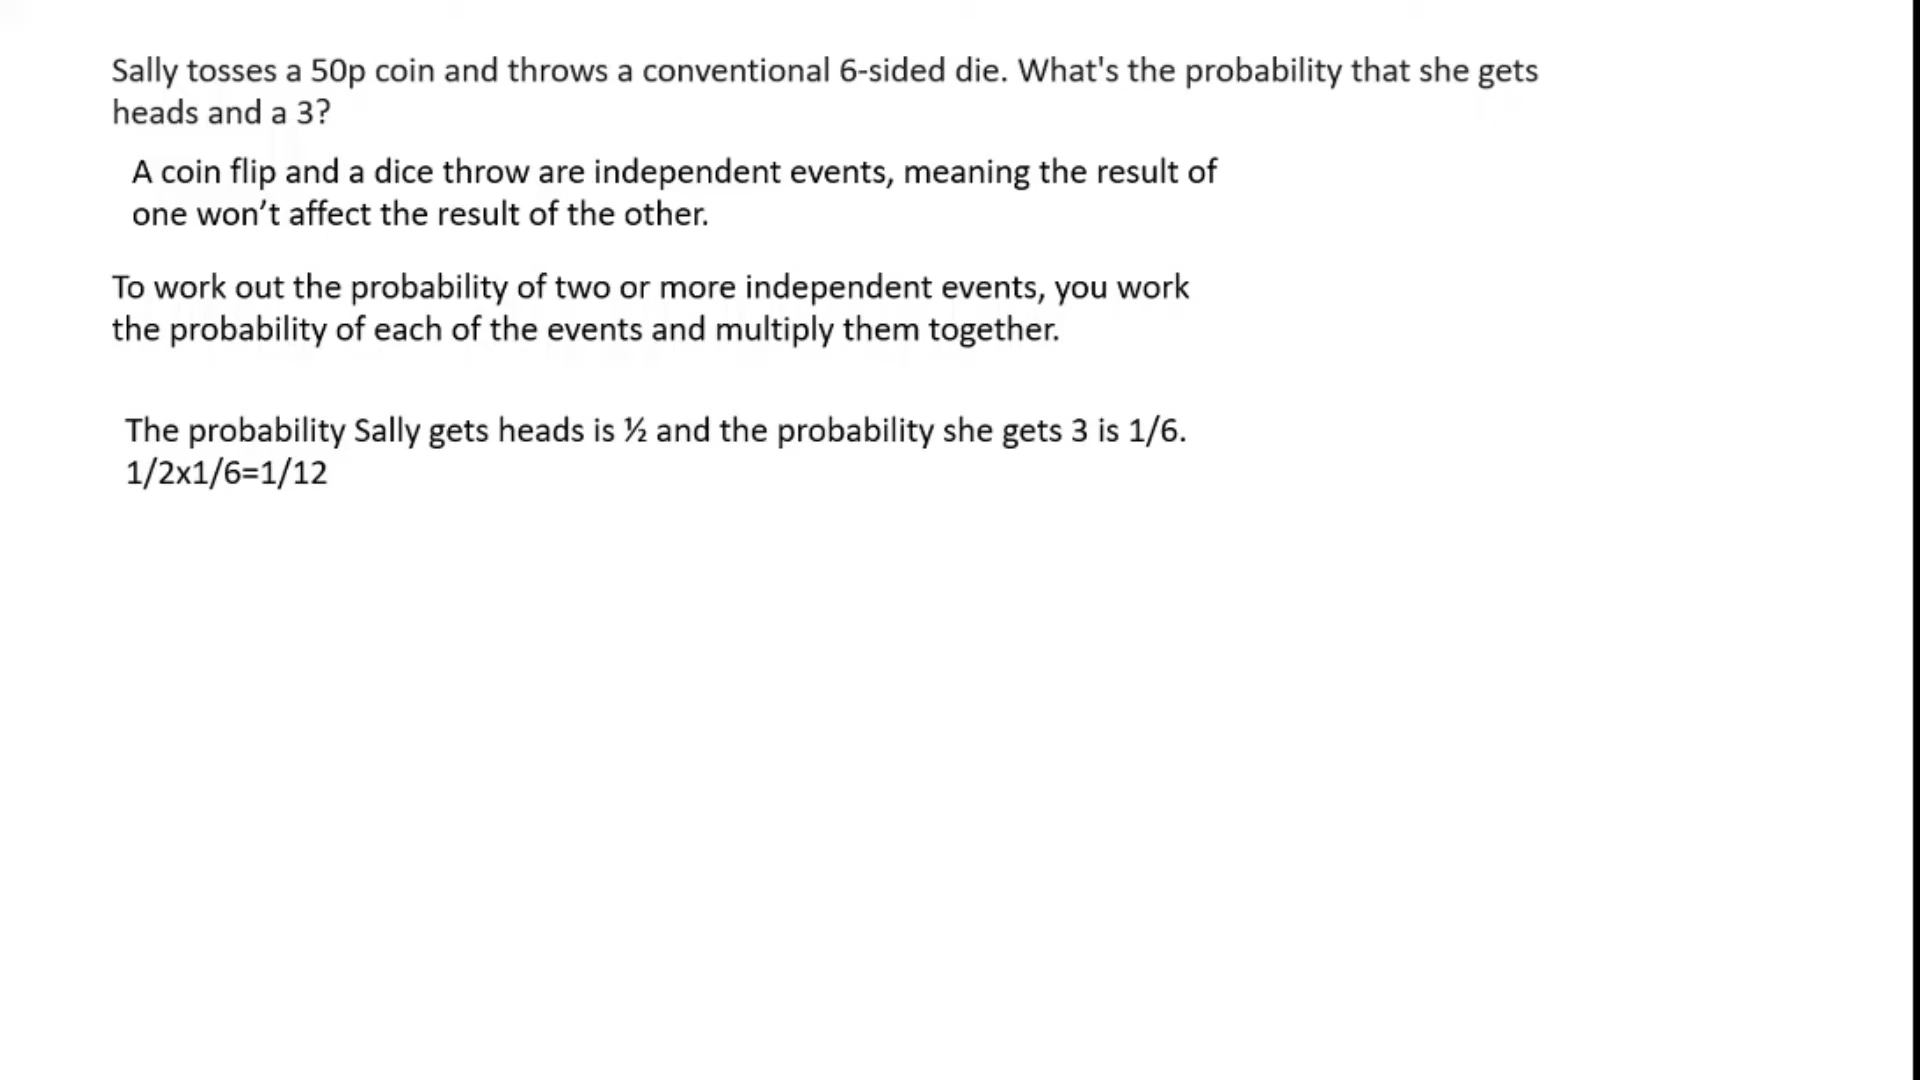 Sally tosses a 50p coin and throws a conventional 6-sided die. What's the probability that she gets
heads and a 3?
A coin flip and a dice throw are independent events, meaning the result of
one won’t affect the result of the other.
To work out the probability of two or more independent events, you work
the probability of each of the events and multiply them together.
The probability Sally gets heads is ½ and the probability she gets 3 is 1/6.
1/2x1/6=1/12